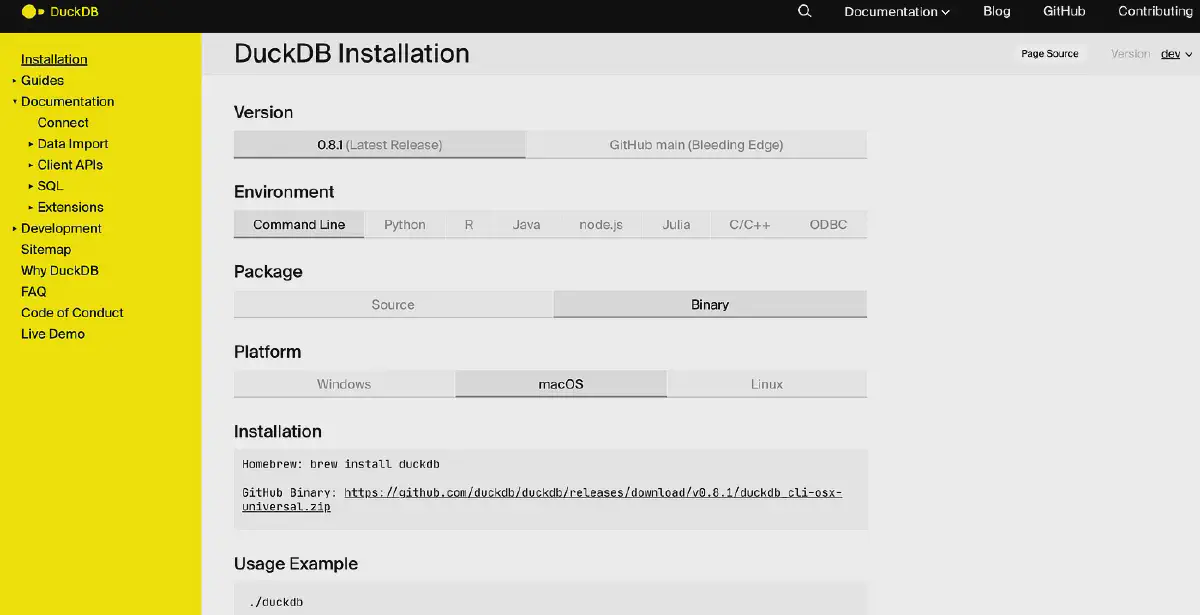 DuckDB
Documentation
Blog
GitHub
Contributing
Installation
Guides
Documentation
Connect
Data Import
Client APIs
SQL
Extensions
Development
Sitemap
Why DuckDB
FAQ
Code of Conduct
Live Demo
DuckDB Installation
Page Source
Version dev
Version
0.8.1 (Latest Release)
GitHub main (Bleeding Edge)
Environment
Command Line
Python
R
Java
node.js
Julia
C/C++
ODBC
Package
Source
Binary
Platform
Windows
macOS
Linux
Installation
Homebrew: brew install duckdb
GitHub Binary: https://github.com/duckdb/duckdb/releases/download/v0.8.1/duckdb_cli-osx-
universal.zip
Usage Example
./duckdb